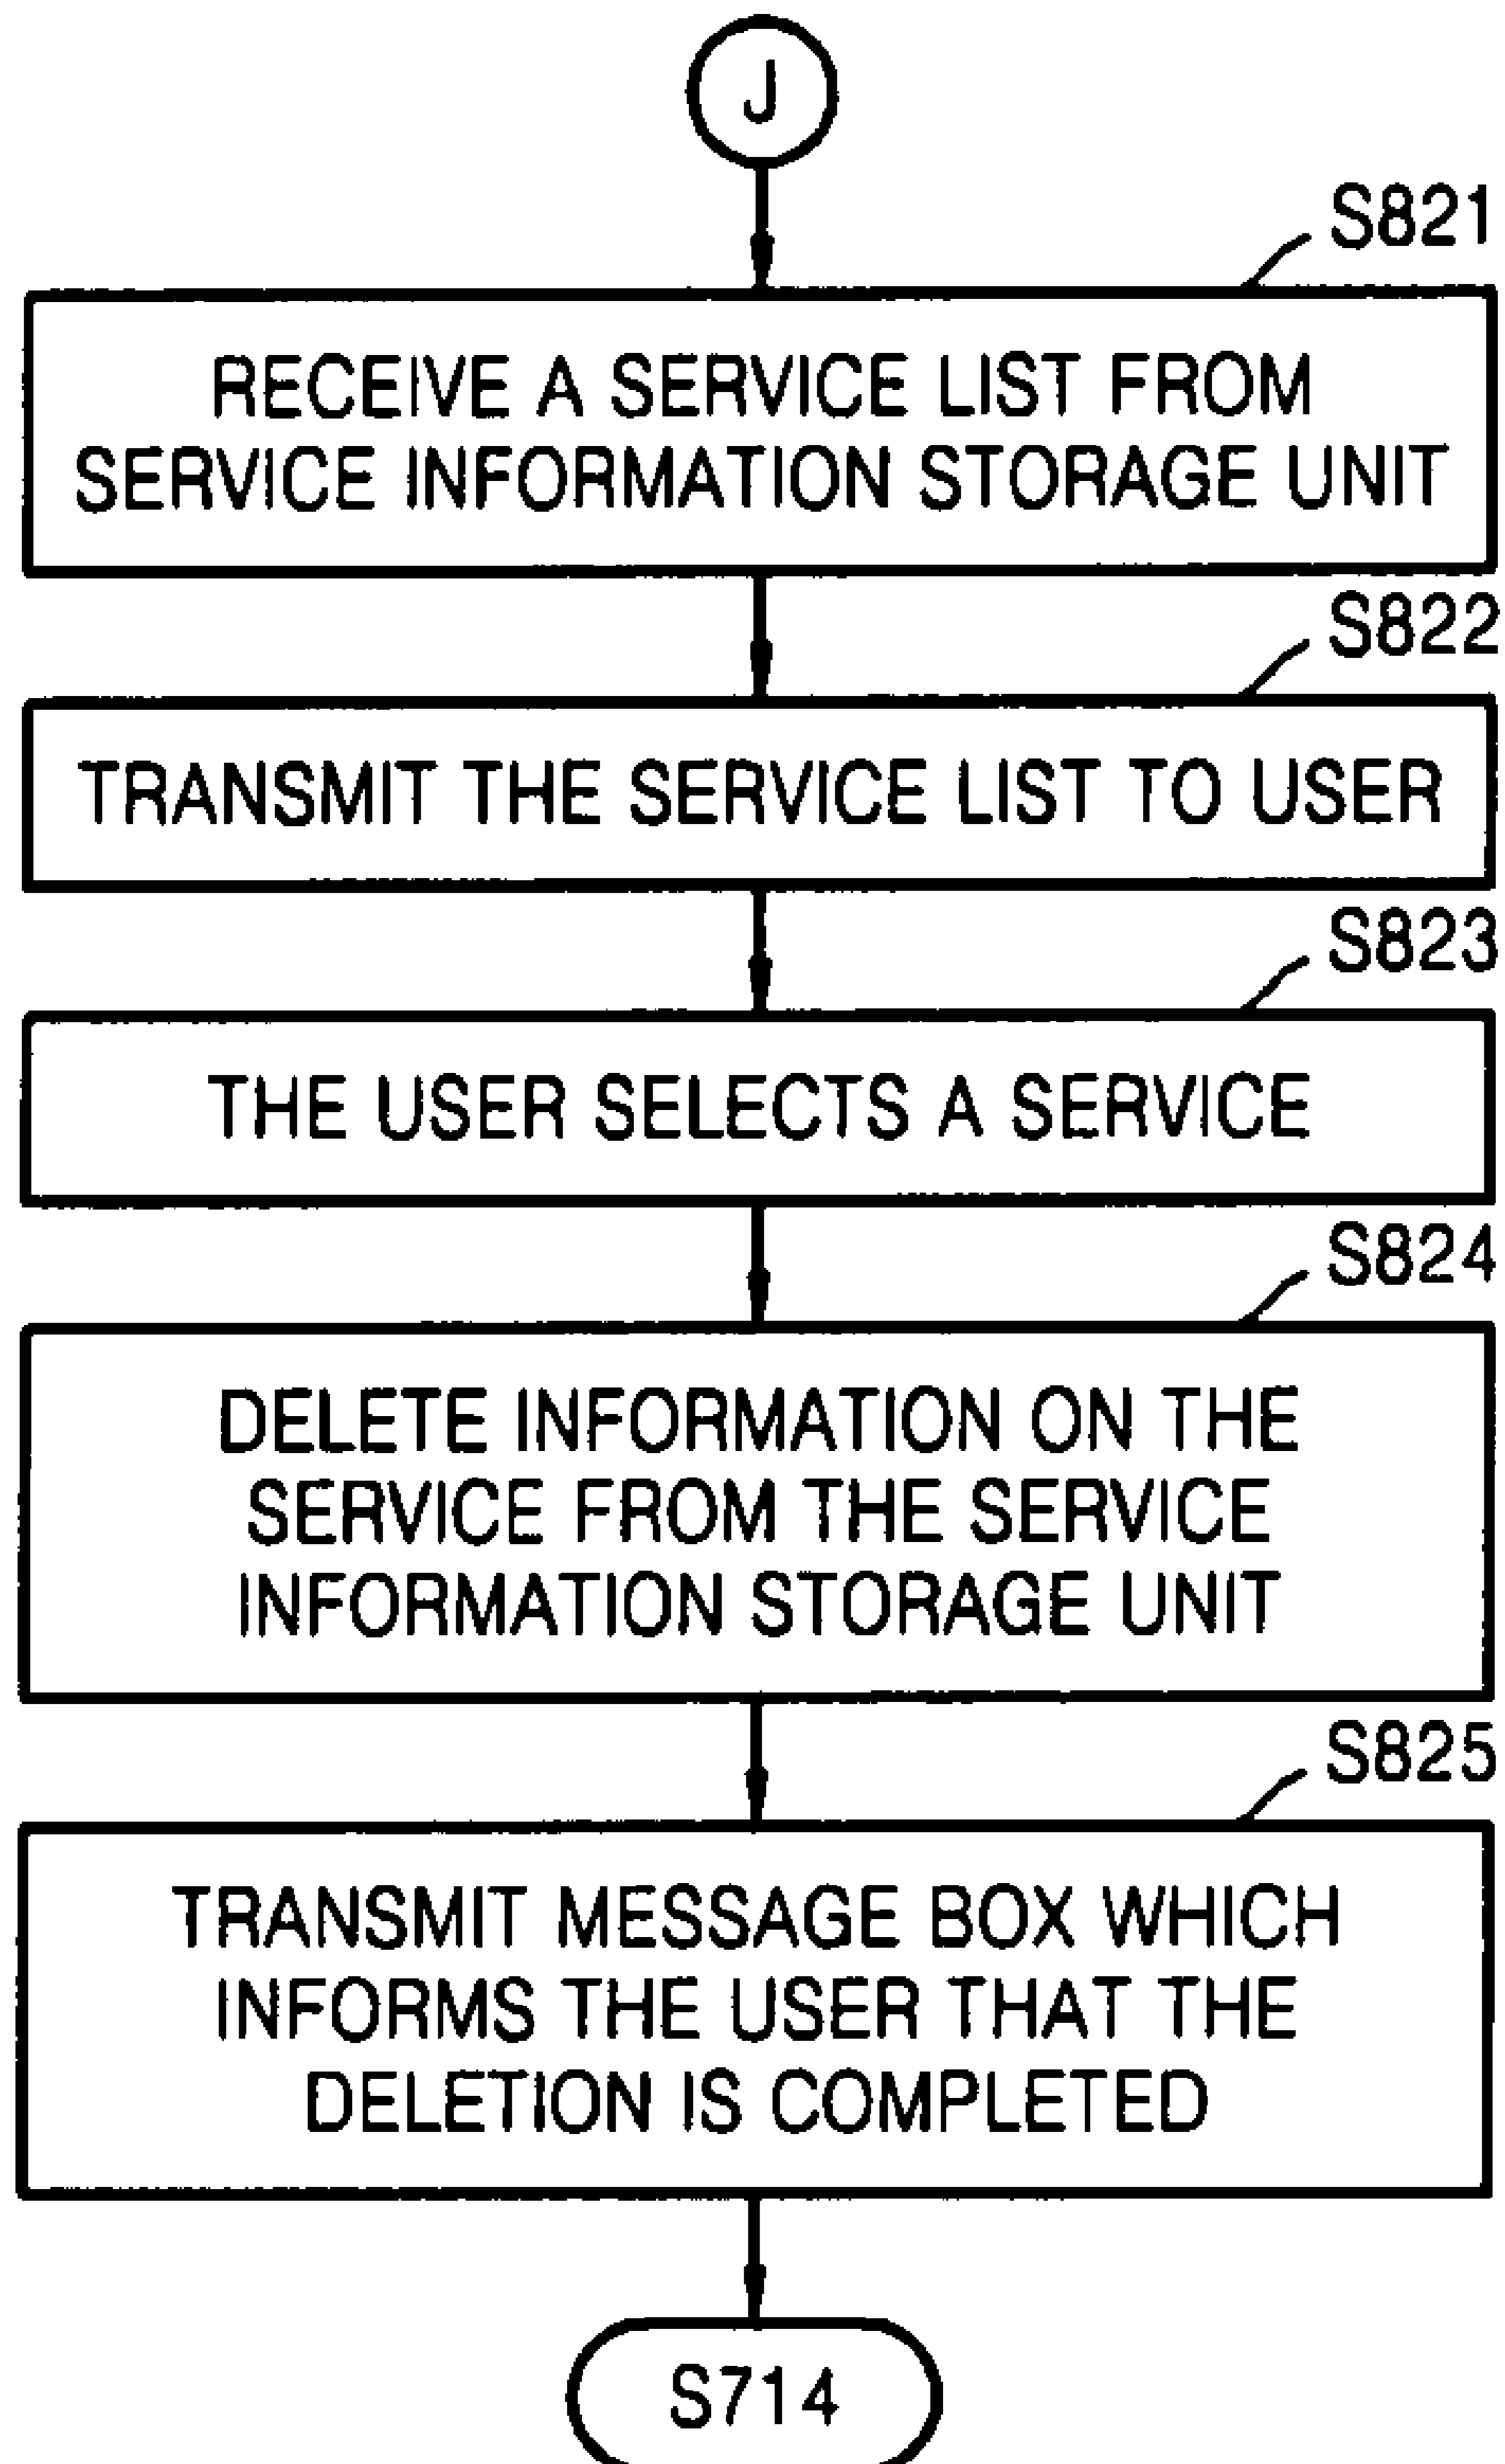 J
S821
RECEIVE A SERVICE LIST FROM
SERVICE INFORMATION STORAGE UNIT
S822
TRANSMIT THE SERVICE LIST TO USER
S823
THE USER SELECTS A SERVICE
S824
DELETE INFORMATION ON THE
SERVICE FROM THE SERVICE
INFORMATION STORAGE UNIT
S825
TRANSMIT MESSAGE BOX WHICH
INFORMS THE USER THAT THE
DELETION IS COMPLETED
S714